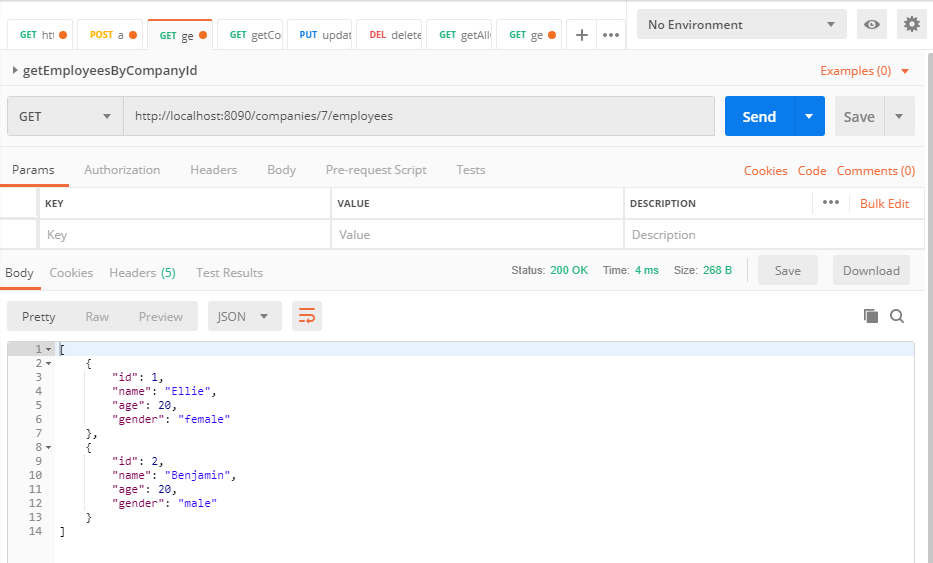 GET htt POST a GET ge GET getCo PUT updat DEL delete GET getAll GET ge + ••• No Environment
getEmployeesByCompanyId Examples (0)
GET http://localhost:8090/companies/7/employees Send Save
Params Authorization Headers Body Pre-request Script Tests Cookies Code Comments (0)
KEY VALUE DESCRIPTION ••• Bulk Edit
Key Value Description
Body Cookies Headers (5) Test Results Status: 200 OK Time: 4 ms Size: 268 B Save Download
Pretty Raw Preview JSON
1 [
2 {
3 "id": 1,
4 "name": "Ellie",
5 "age": 20,
6 "gender": "female"
7 },
8 {
9 "id": 2,
10 "name": "Benjamin",
11 "age": 20,
12 "gender": "male"
13 }
14 ]